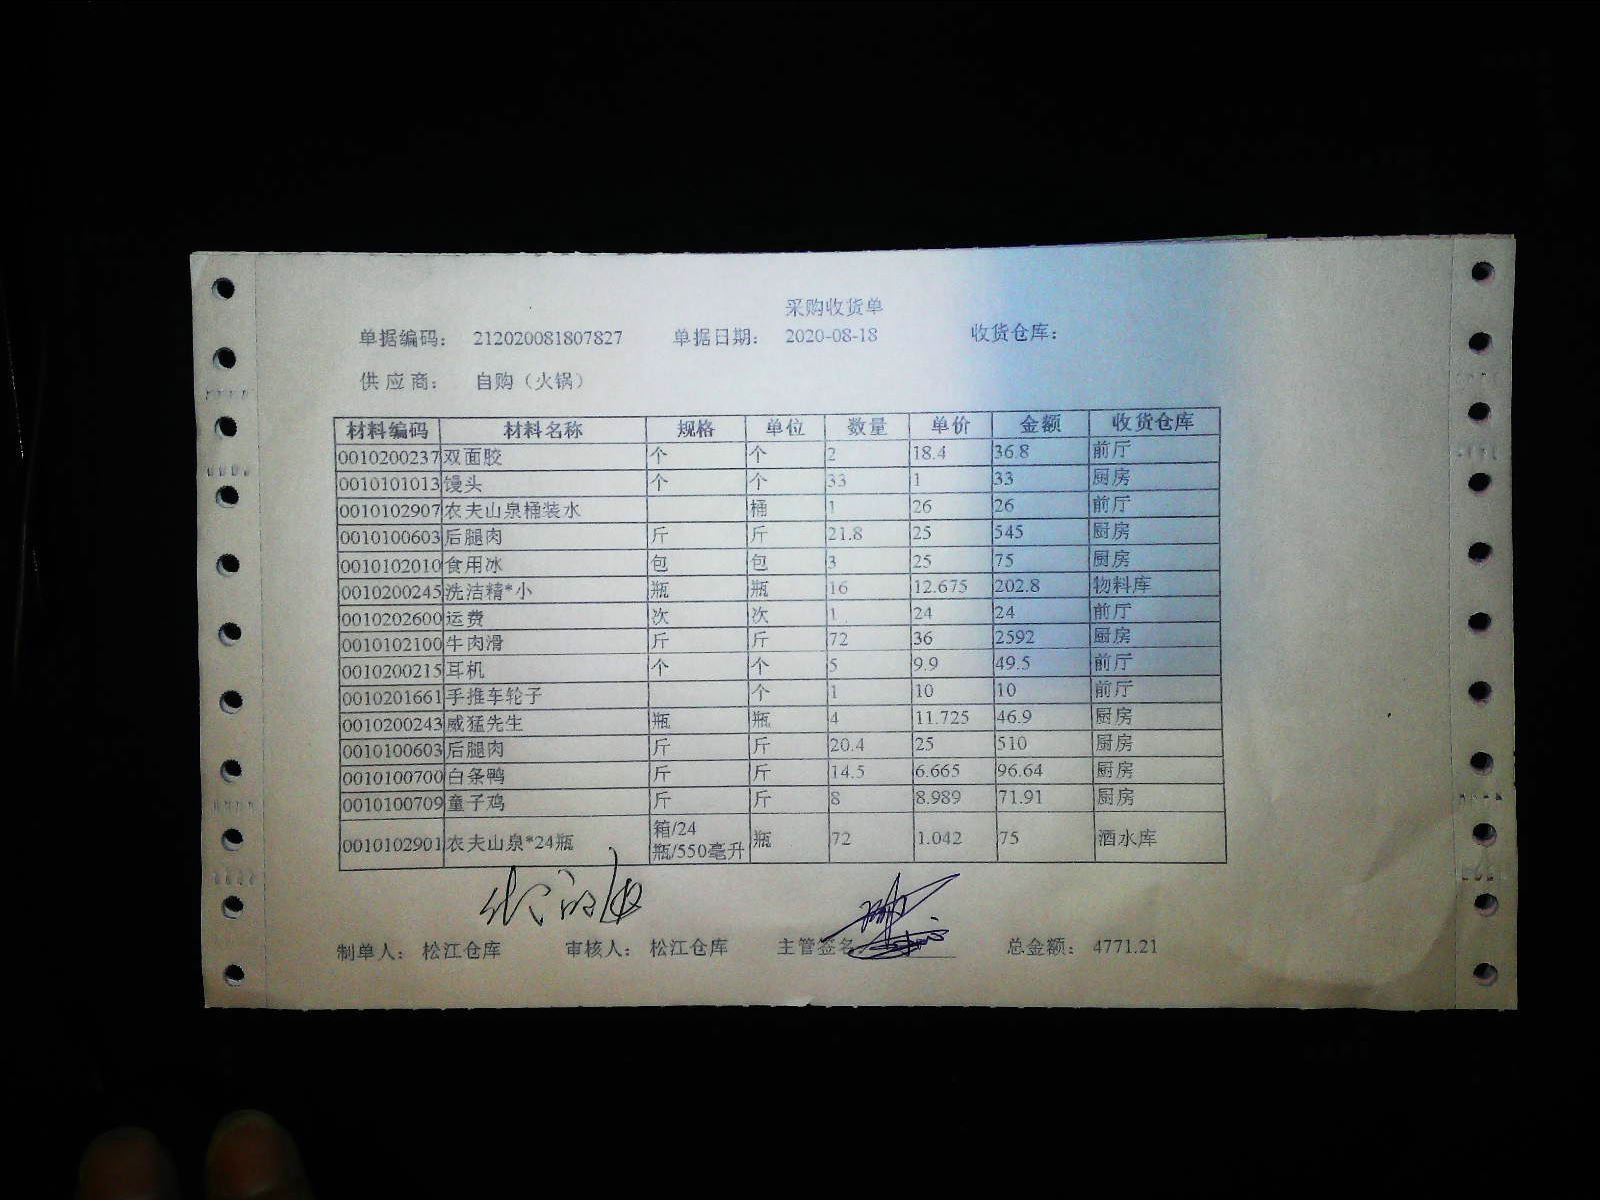 采购收货单
单据编码: 212020081807827 单据日期: 2020-08-18 收货仓库:
供应商: 自购（火锅）
材料编码 材料名称 规格 单位 数量 单价 金额 收货仓库
0010200237 双面胶 个 个 2 18.4 36.8 前厅
0010101013 馒头 个 个 33 1 33 厨房
0010102907 农夫山泉桶装水 桶 1 26 26 前厅
0010100603 后腿肉 斤 斤 21.8 25 545 厨房
0010102010 食用冰 包 包 3 25 75 厨房
0010200245 洗洁精*小 瓶 瓶 16 12.675 202.8 物料库
0010202600 运费 次 次 1 24 24 前厅
0010102100 牛肉滑 斤 斤 72 36 2592 厨房
0010200215 耳机 个 个 5 9.9 49.5 前厅
0010201661 手推车轮子 个 1 10 10 前厅
0010200243 威猛先生 瓶 瓶 4 11.725 46.9 厨房
0010100603 后腿肉 斤 斤 20.4 25 510 厨房
0010100700 白条鸭 斤 斤 14.5 6.665 96.64 厨房
0010100709 童子鸡 斤 斤 8 8.989 71.91 厨房
0010102901 农夫山泉*24瓶 箱/24瓶/550毫升 瓶 72 1.042 75 酒水库
制单人: 松江仓库 审核人: 松江仓库 主管签名 总金额: 4771.21